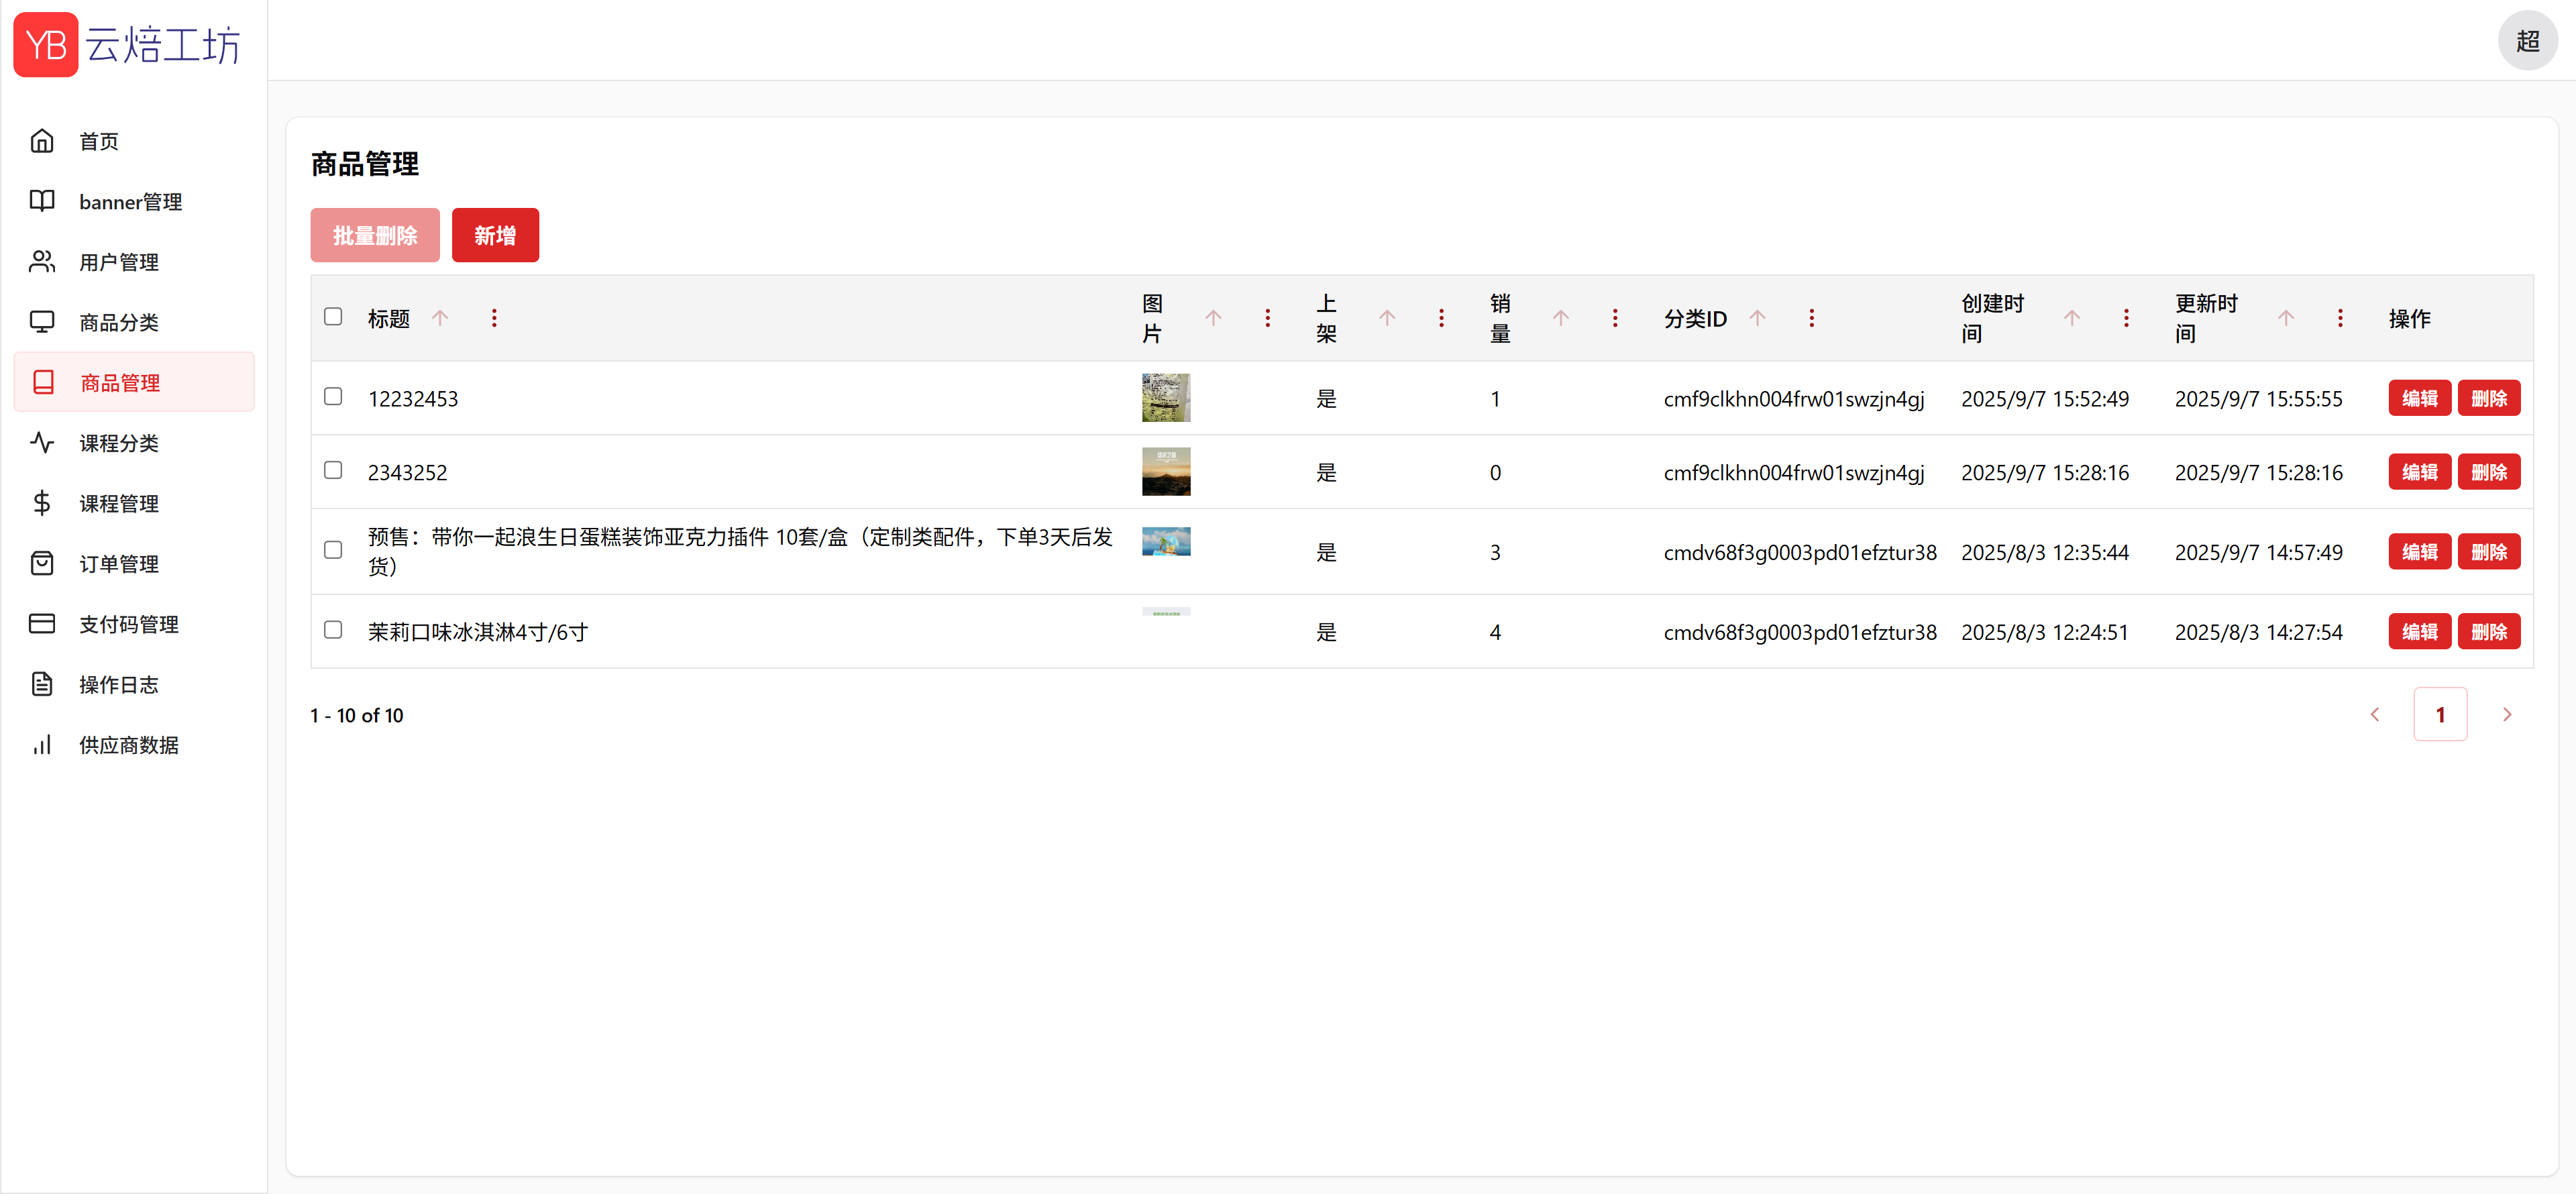 YB 云焙工坊
超
首页
banner管理
用户管理
商品分类
商品管理
课程分类
课程管理
订单管理
支付码管理
操作日志
供应商数据
商品管理
批量删除 新增
标题 图片 上架 销量 分类ID 创建时间 更新时间 操作
12232453 是 1 cmf9clkhn004frw01swzjn4gj 2025/9/7 15:52:49 2025/9/7 15:55:55 编辑 删除
2343252 是 0 cmf9clkhn004frw01swzjn4gj 2025/9/7 15:28:16 2025/9/7 15:28:16 编辑 删除
预售：带你一起浪生日蛋糕装饰亚克力插件 10套/盒（定制类配件，下单3天后发
货） 是 3 cmdv68f3g0003pd01efztur38 2025/8/3 12:35:44 2025/9/7 14:57:49 编辑 删除
茉莉口味冰淇淋4寸/6寸 是 4 cmdv68f3g0003pd01efztur38 2025/8/3 12:24:51 2025/8/3 14:27:54 编辑 删除
1 - 10 of 10
1